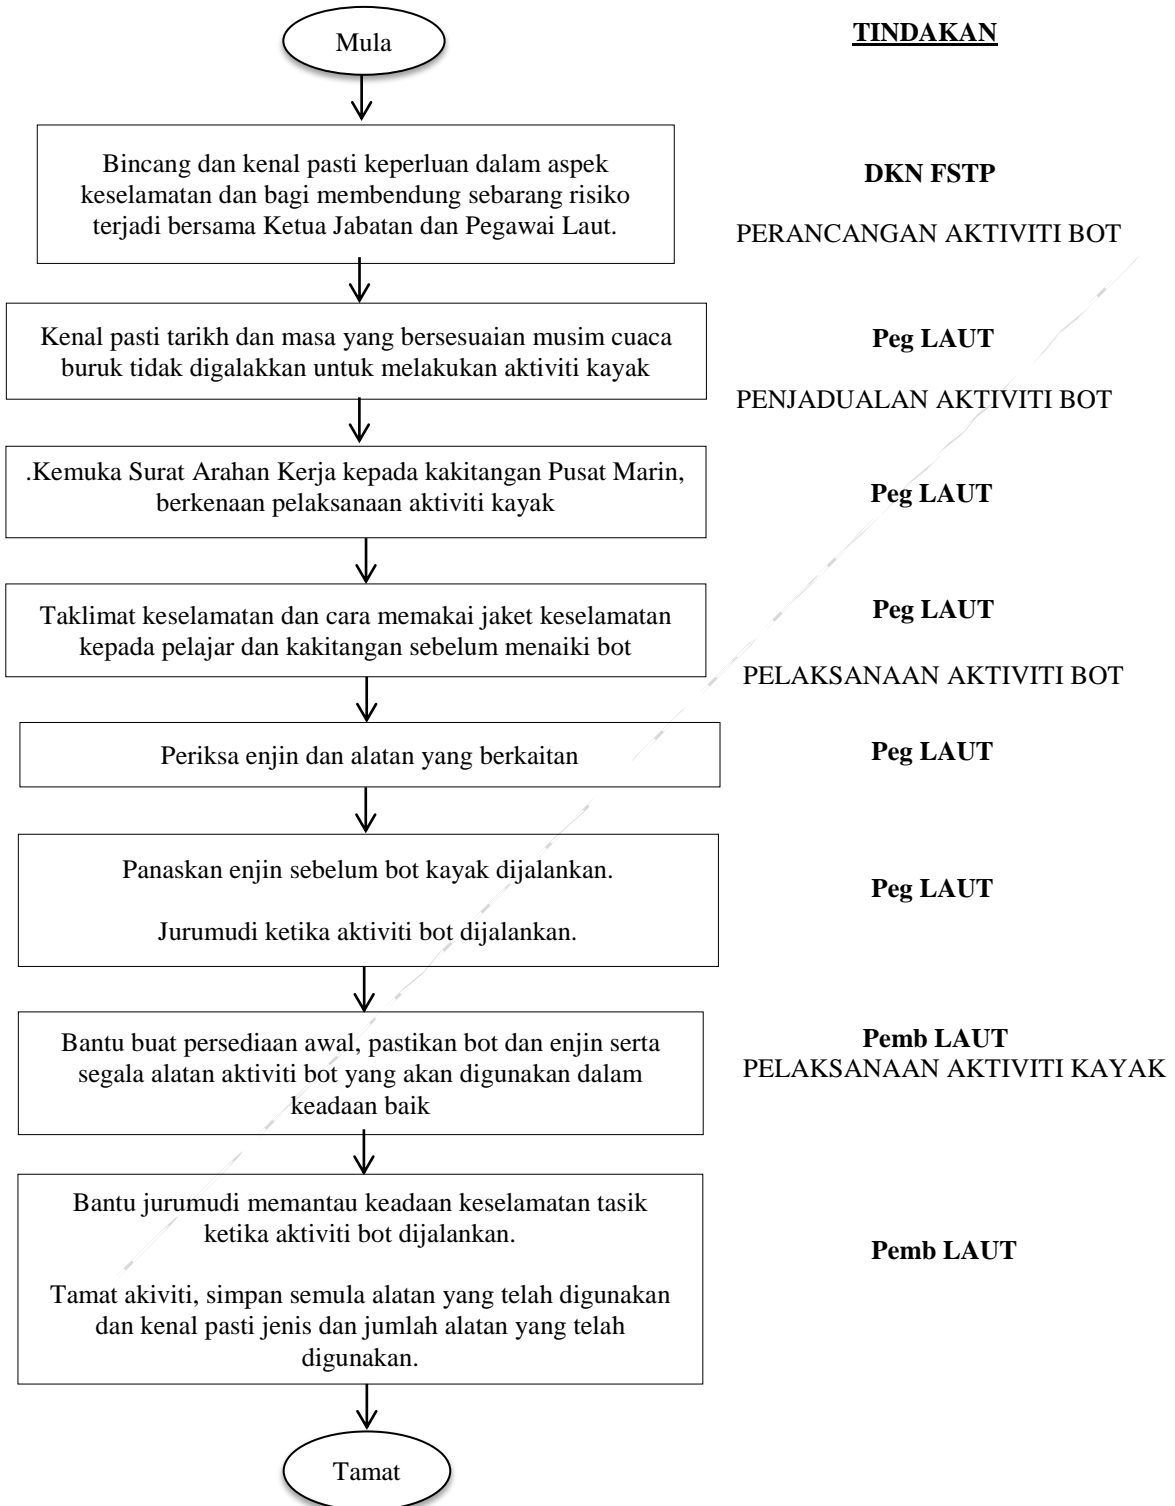 Mula
TINDAKAN
Bincang dan kenal pasti keperluan dalam aspek
keselamatan dan bagi membendung sebarang risiko
terjadi bersama Ketua Jabatan dan Pegawai Laut.
DKN FSTP
PERANCANGAN AKTIVITI BOT
Kenal pasti tarikh dan masa yang bersesuaian musim cuaca
buruk tidak digalakkan untuk melakukan aktiviti kayak
Peg LAUT
PENJADUALAN AKTIVITI BOT
.Kemuka Surat Arahan Kerja kepada kakitangan Pusat Marin,
berkenaan pelaksanaan aktiviti kayak
Peg LAUT
Taklimat keselamatan dan cara memakai jaket keselamatan
kepada pelajar dan kakitangan sebelum menaiki bot
Peg LAUT
PELAKSANAAN AKTIVITI BOT
Periksa enjin dan alatan yang berkaitan
Peg LAUT
Panaskan enjin sebelum bot kayak dijalankan.
Jurumudi ketika aktiviti bot dijalankan.
Peg LAUT
Bantu buat persediaan awal, pastikan bot dan enjin serta
segala alatan aktiviti bot yang akan digunakan dalam
keadaan baik
Pemb LAUT
PELAKSANAAN AKTIVITI KAYAK
Bantu jurumudi memantau keadaan keselamatan tasik
ketika aktiviti bot dijalankan.
Tamat akiviti, simpan semula alatan yang telah digunakan
dan kenal pasti jenis dan jumlah alatan yang telah
digunakan.
Pemb LAUT
Tamat